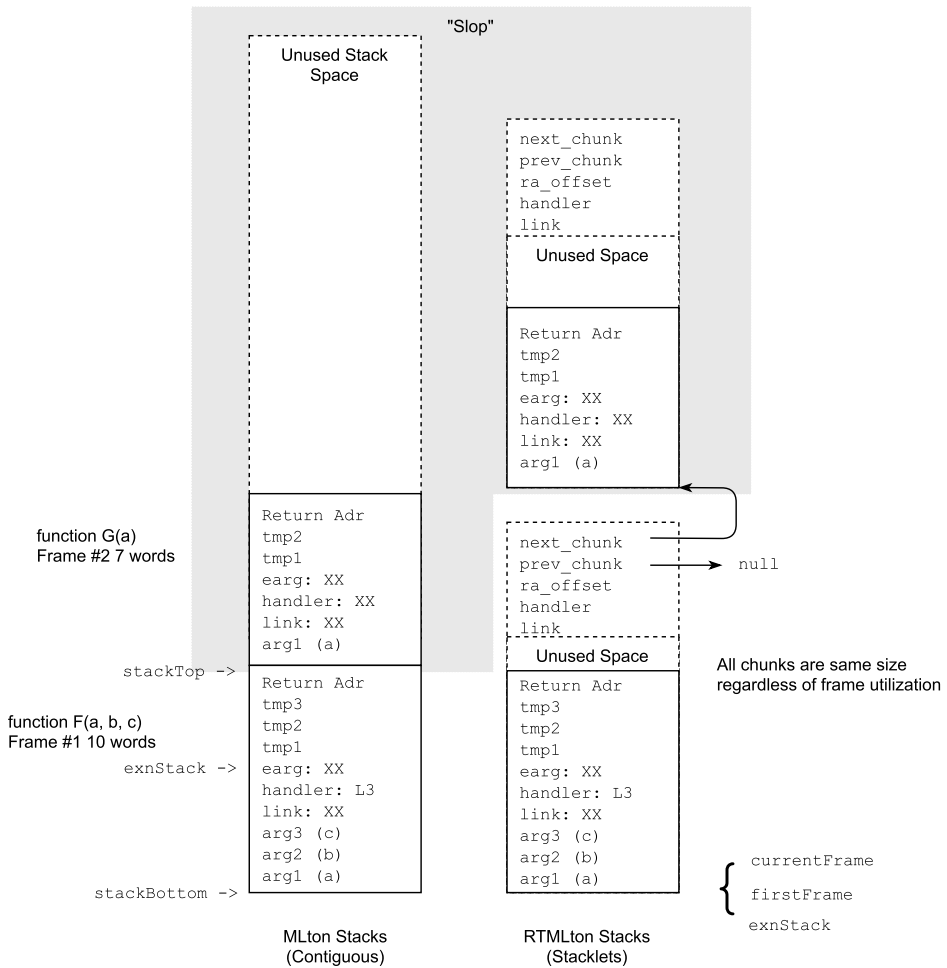 "Slop"
Unused Stack
Space
next_chunk
prev_chunk
ra_offset
handler
link
Unused Space
Return Adr
tmp2
tmp1
earg: XX
handler: XX
link: XX
arg1 (a)
function G(a)
Frame #2 7 words
Return Adr
tmp2
tmp1
earg: XX
handler: XX
link: XX
arg1 (a)
next_chunk
prev_chunk
ra_offset
handler
link
null
Unused Space
stackTop ->
All chunks are same size
regardless of frame utilization
function F(a, b, c)
Frame #1 10 words
exnStack ->
stackBottom ->
Return Adr
tmp3
tmp2
tmp1
earg: XX
handler: L3
link: XX
arg3 (c)
arg2 (b)
arg1 (a)
Return Adr
tmp3
tmp2
tmp1
earg: XX
handler: L3
link: XX
arg3 (c)
arg2 (b)
arg1 (a)
{
currentFrame
firstFrame
exnStack
MLton Stacks
(Contiguous)
RTMLton Stacks
(Stacklets)